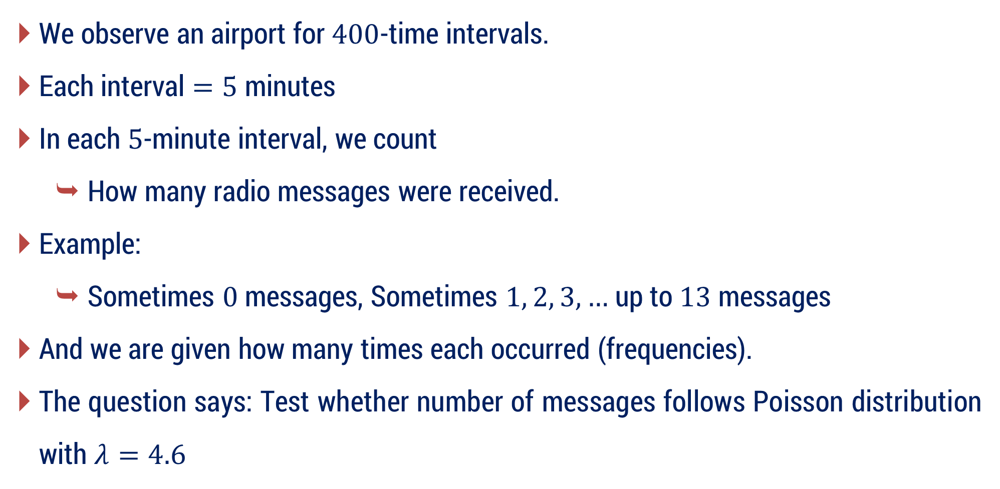 We observe an airport for 400-time intervals.
Each interval = 5 minutes
In each 5-minute interval, we count
How many radio messages were received.
Example:
Sometimes 0 messages, Sometimes 1, 2, 3, … up to 13 messages
And we are given how many times each occurred (frequencies).
The question says: Test whether number of messages follows Poisson distribution
with λ = 4.6